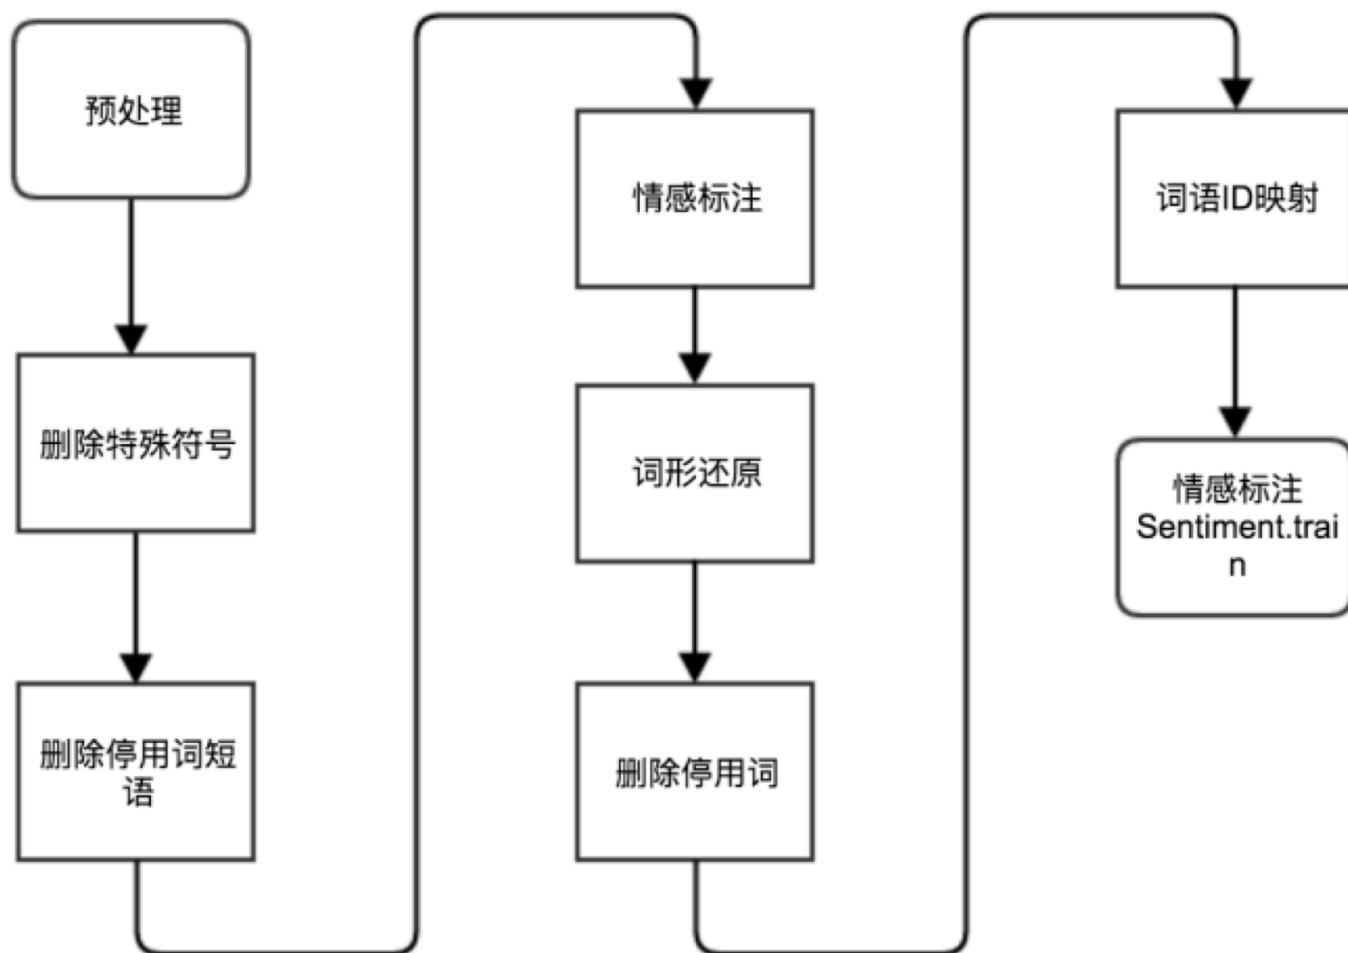 预处理
删除特殊符号
删除停用词短
语
情感标注
词形还原
删除停用词
词语ID映射
情感标注
Sentiment.trai
n